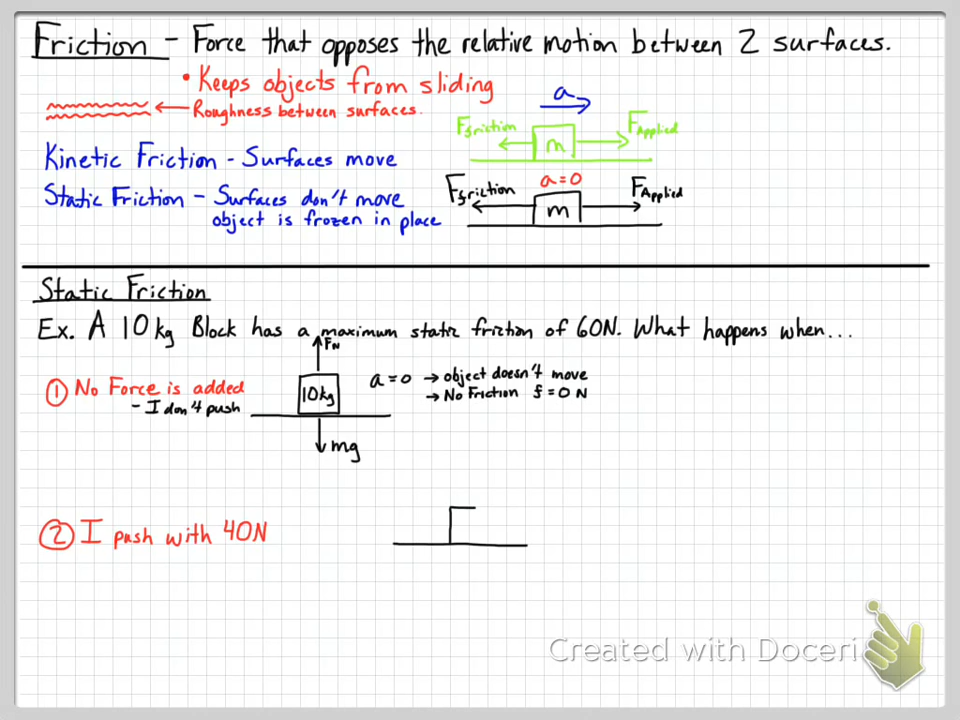 Friction - Force that opposes the relative motion between 2 surfaces.
• Keeps objects from sliding
Roughness between surfaces.
a
Ffriction
m
FApplied
Kinetic Friction - Surfaces move
Static Friction - Surfaces don't move
object is frozen in place
a=0
Ffriction
m
FApplied
Static Friction
Ex. A 10kg Block has a maximum static friction of 60N. What happens when...
FN
① No Force is added
- I don't push
10kg
a=0 → object doesn't move
→ No Friction f=0 N
mg
② I push with 40N
Created with Doceri